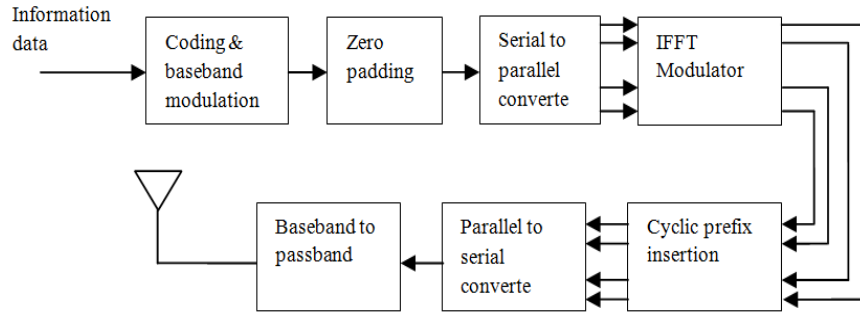 Information
data
Coding &
baseband
modulation
Zero
padding
Serial to
parallel
converte
IFFT
Modulator
Baseband to
passband
Parallel to
serial
converte
Cyclic prefix
insertion